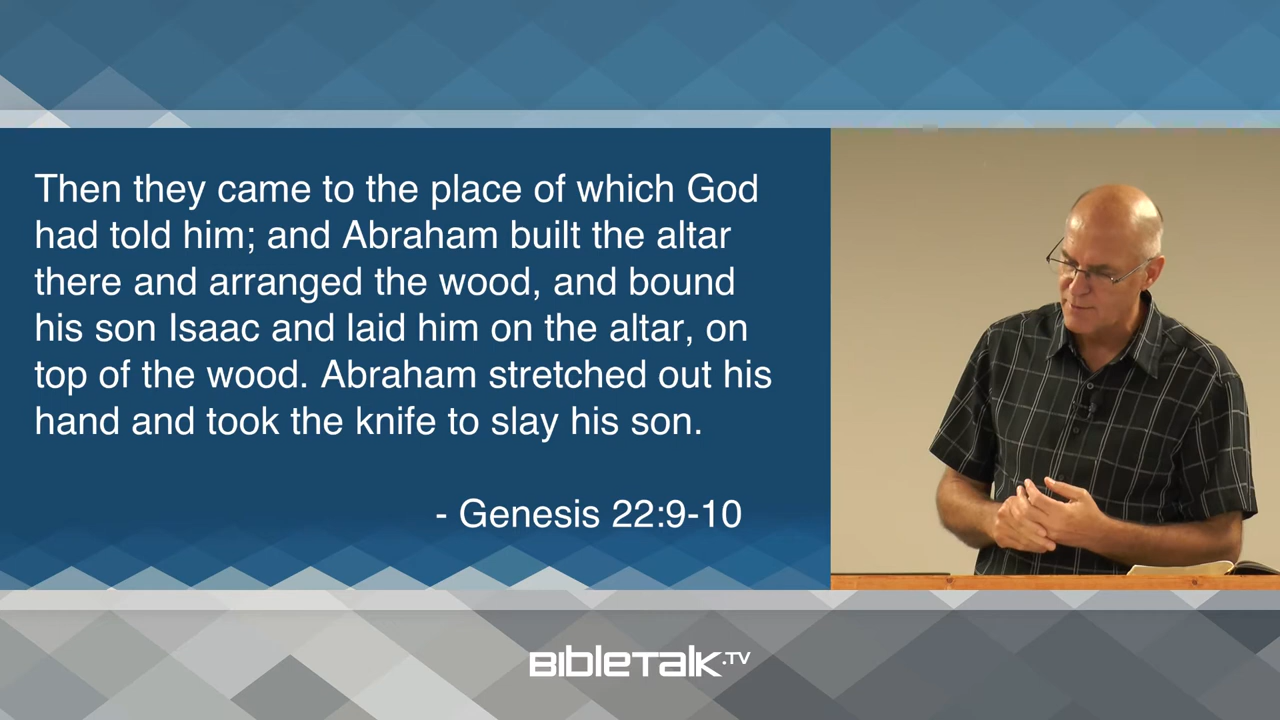 Then they came to the place of which God
had told him; and Abraham built the altar
there and arranged the wood, and bound
his son Isaac and laid him on the altar, on
top of the wood. Abraham stretched out his
hand and took the knife to slay his son.
- Genesis 22:9-10
BIBLETALK.TV